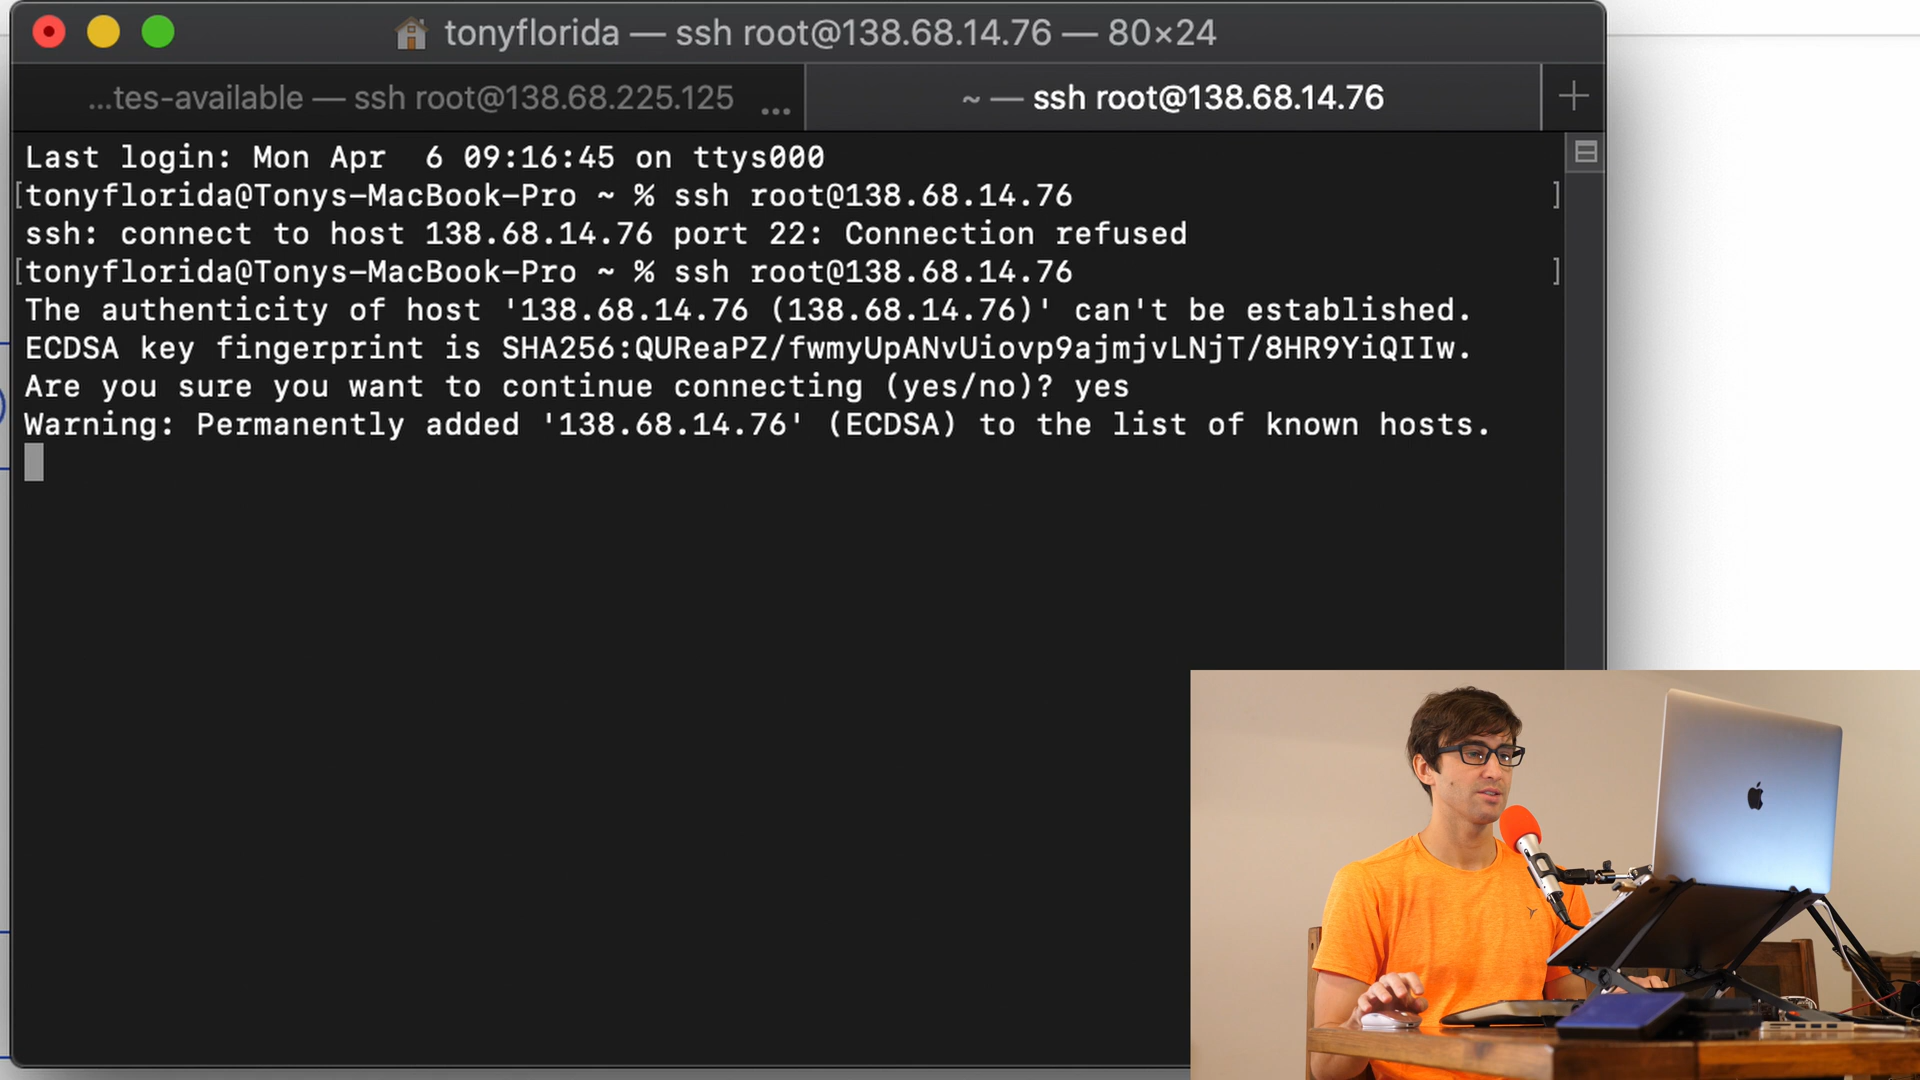 tonyflorida — ssh root@138.68.14.76 — 80×24
...tes-available — ssh root@138.68.225.125 ...
~ — ssh root@138.68.14.76
Last login: Mon Apr  6 09:16:45 on ttys000
[tonyflorida@Tonys-MacBook-Pro ~ % ssh root@138.68.14.76 ]
ssh: connect to host 138.68.14.76 port 22: Connection refused
[tonyflorida@Tonys-MacBook-Pro ~ % ssh root@138.68.14.76 ]
The authenticity of host '138.68.14.76 (138.68.14.76)' can't be established.
ECDSA key fingerprint is SHA256:QUReaPZ/fwmyUpANvUiovp9ajmjvLNjT/8HR9YiQIIw.
Are you sure you want to continue connecting (yes/no)? yes
Warning: Permanently added '138.68.14.76' (ECDSA) to the list of known hosts.